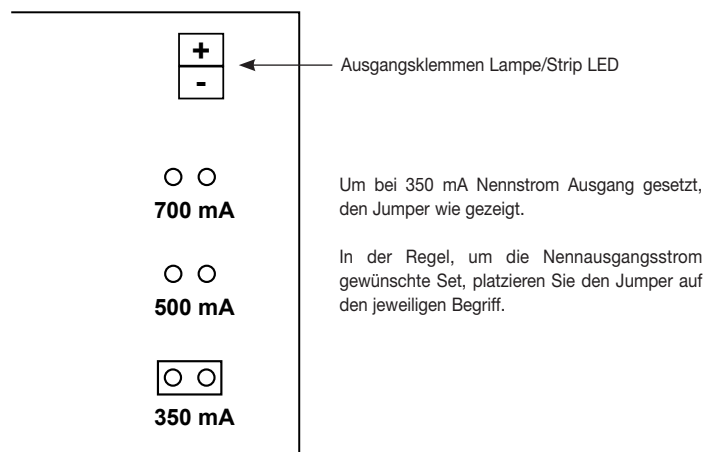 +
-
Ausgangsklemmen Lampe/Strip LED
700 mA
Um bei 350 mA Nennstrom Ausgang gesetzt,
den Jumper wie gezeigt.
In der Regel, um die Nennausgangsstrom
gewünschte Set, platzieren Sie den Jumper auf
den jeweiligen Begriff.
500 mA
350 mA